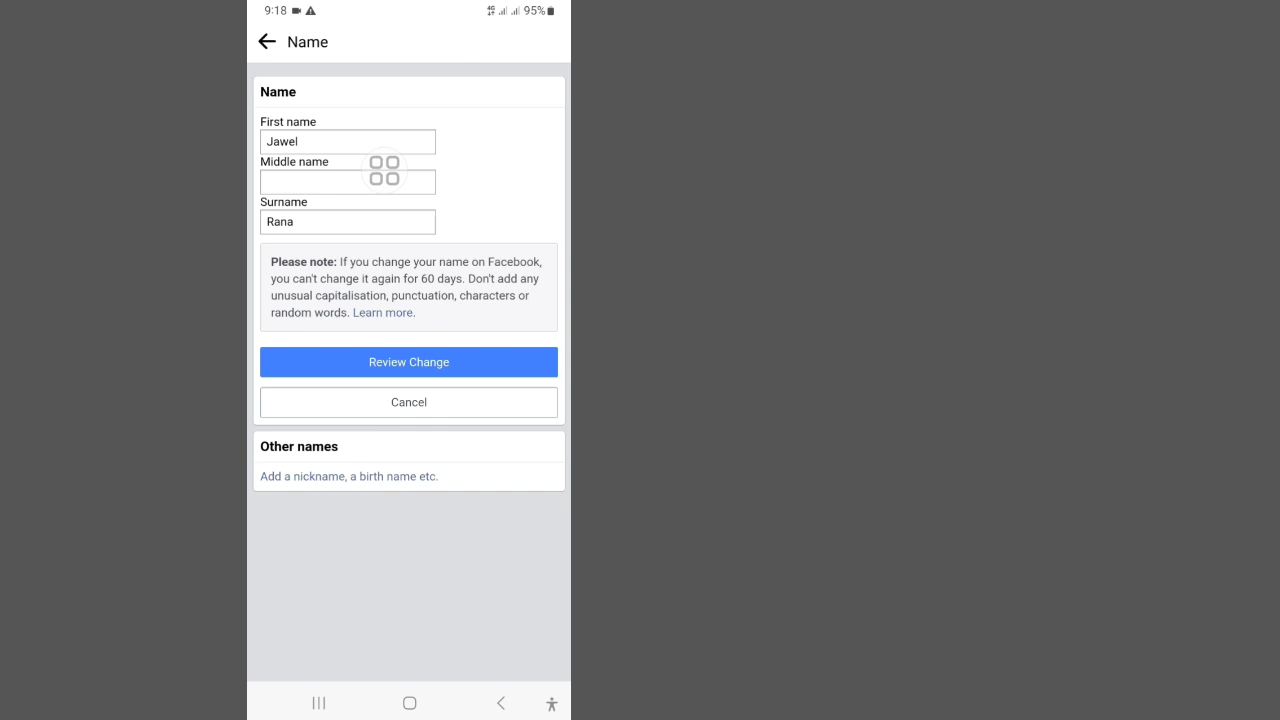 9:18 4G 95%
Name
Name
First name
Jawel
Middle name
Surname
Rana
Please note: If you change your name on Facebook,
you can't change it again for 60 days. Don't add any
unusual capitalisation, punctuation, characters or
random words. Learn more.
Review Change
Cancel
Other names
Add a nickname, a birth name etc.